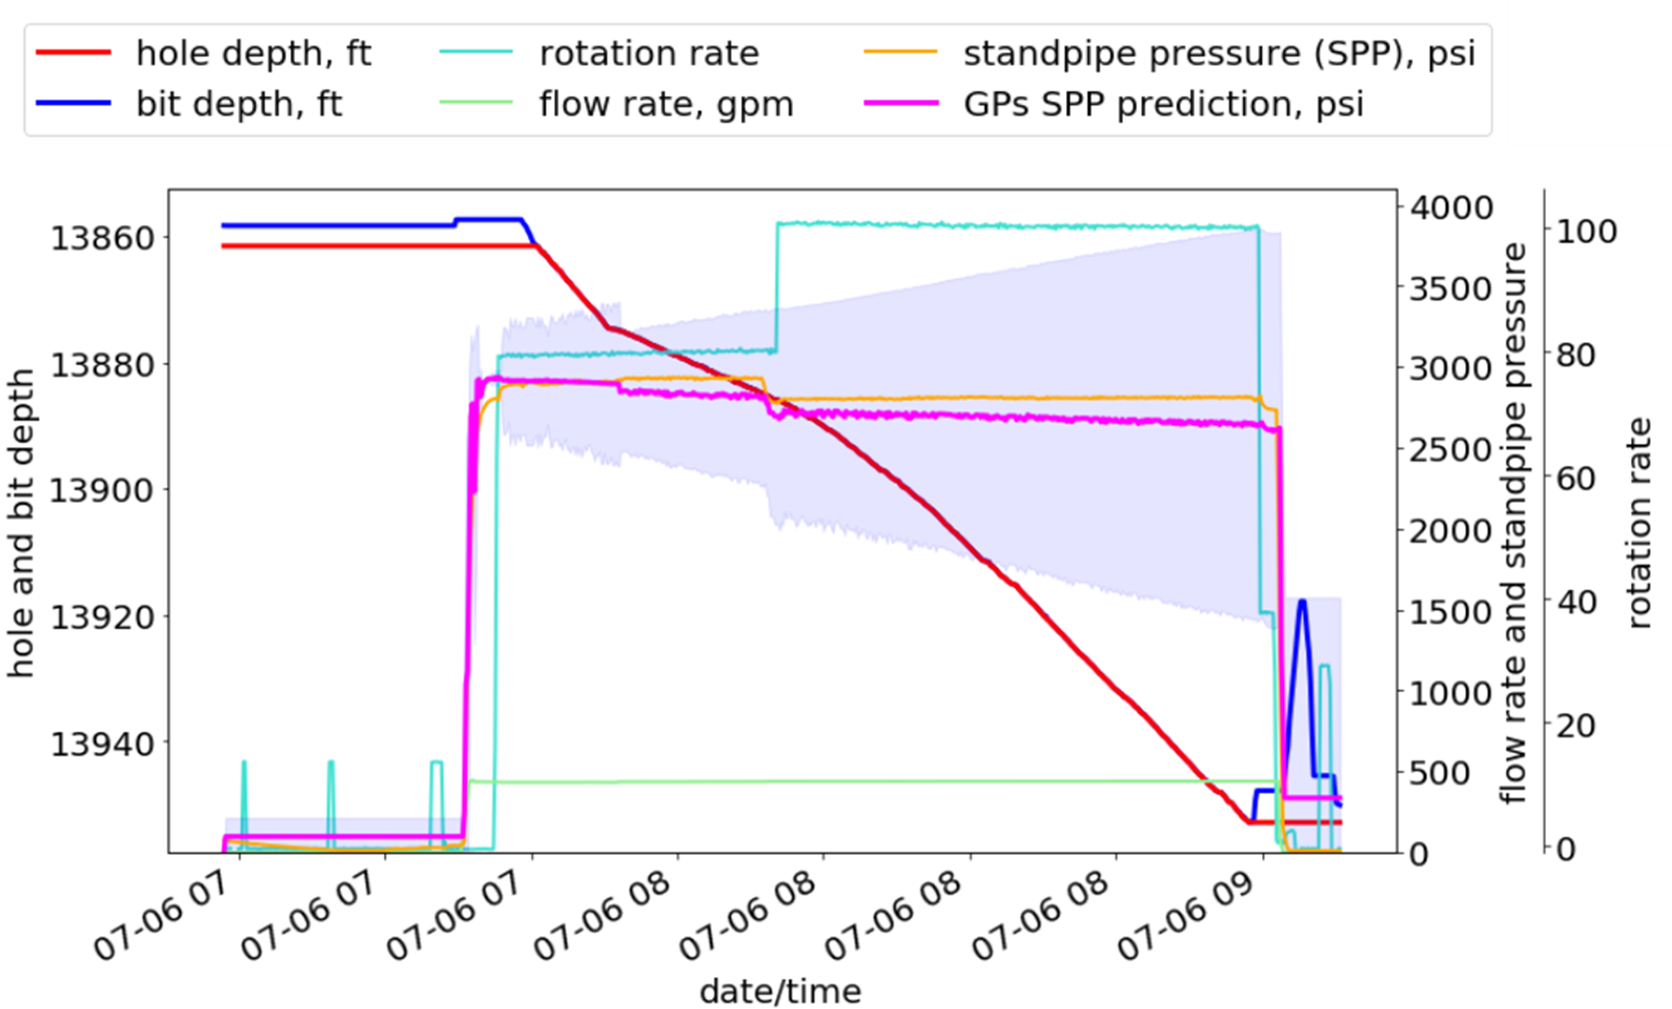 hole depth, ft
rotation rate
standpipe pressure (SPP), psi
bit depth, ft
flow rate, gpm
GPs SPP prediction, psi
hole and bit depth
13860
13880
13900
13920
13940
4000
3500
3000
2500
2000
1500
1000
500
0
flow rate and standpipe pressure
100
80
60
40
20
0
rotation rate
07-06 07
07-06 07
07-06 07
07-06 08
07-06 08
07-06 08
07-06 08
07-06 09
date/time